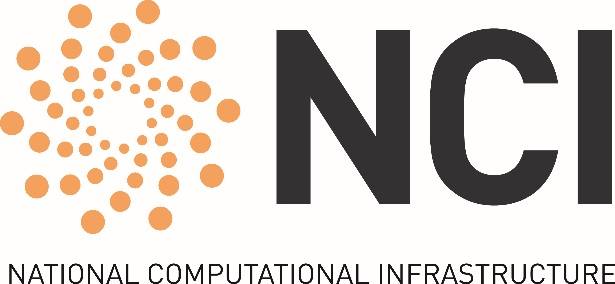 NCI
NATIONAL COMPUTATIONAL INFRASTRUCTURE